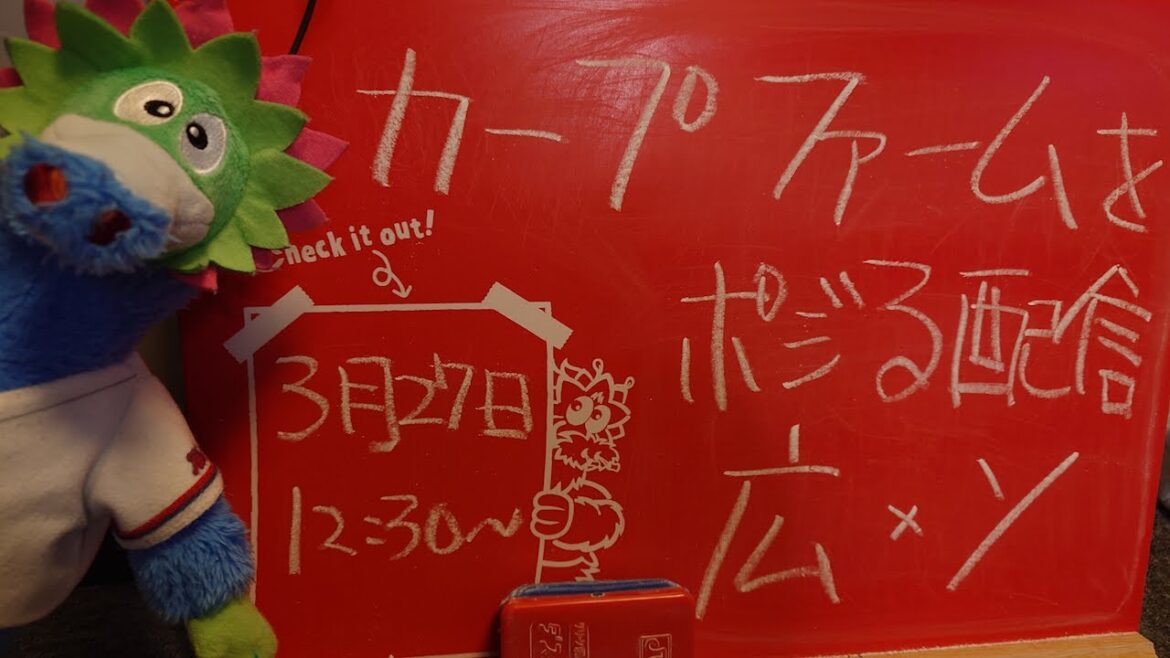 カープファームを
ポジる配信
広×ソ
Check it out!
3月27日
12:30〜